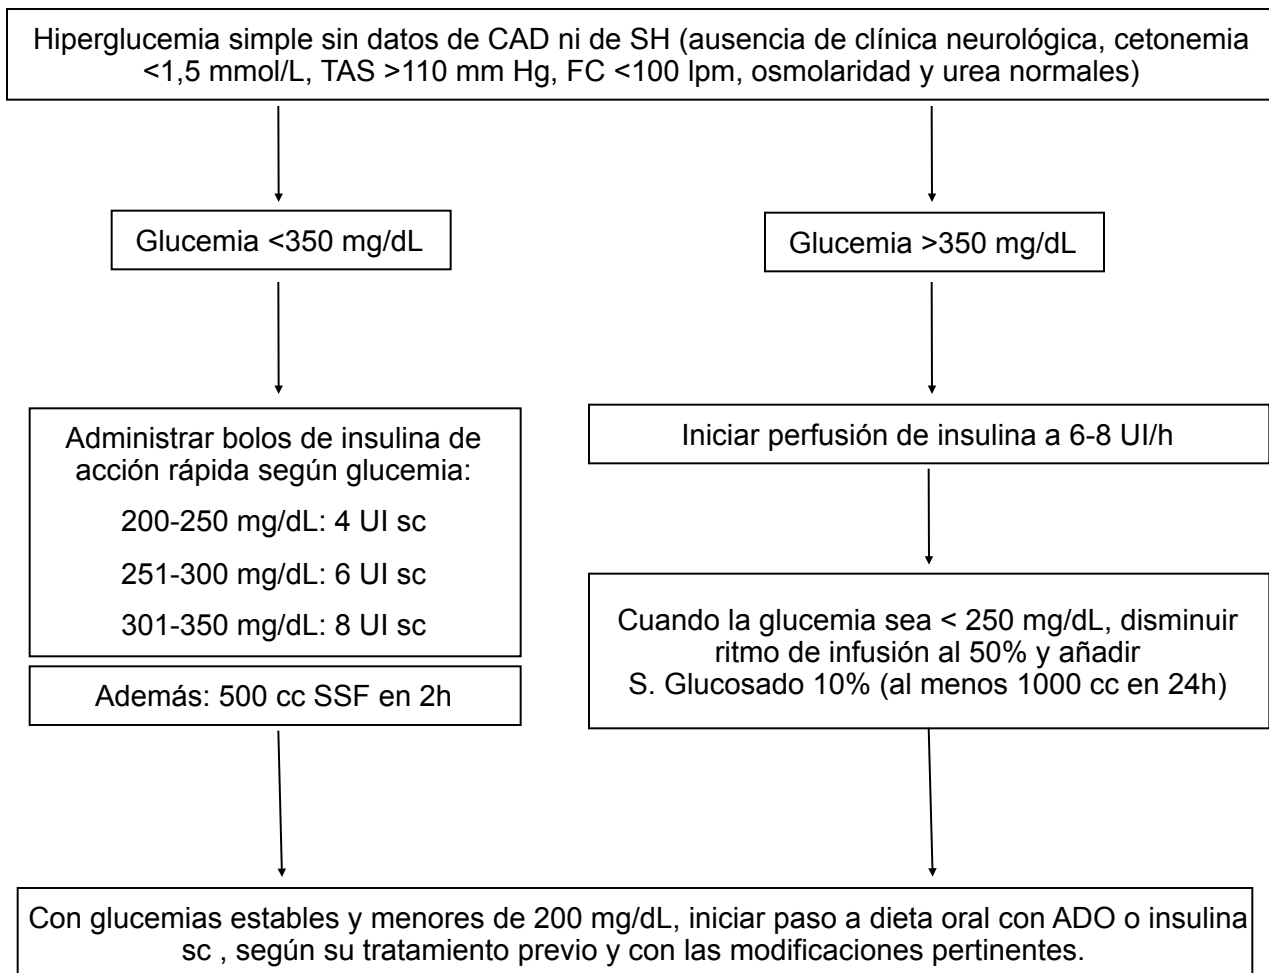 Hiperglucemia simple sin datos de CAD ni de SH (ausencia de clínica neurológica, cetonemia
<1,5 mmol/L, TAS >110 mm Hg, FC <100 lpm, osmolaridad y urea normales)
Glucemia <350 mg/dL
Glucemia >350 mg/dL
Administrar bolos de insulina de
acción rápida según glucemia:
200-250 mg/dL: 4 UI sc
251-300 mg/dL: 6 UI sc
301-350 mg/dL: 8 UI sc
Además: 500 cc SSF en 2h
Iniciar perfusión de insulina a 6-8 UI/h
Cuando la glucemia sea < 250 mg/dL, disminuir
ritmo de infusión al 50% y añadir
S. Glucosado 10% (al menos 1000 cc en 24h)
Con glucemias estables y menores de 200 mg/dL, iniciar paso a dieta oral con ADO o insulina
sc , según su tratamiento previo y con las modificaciones pertinentes.